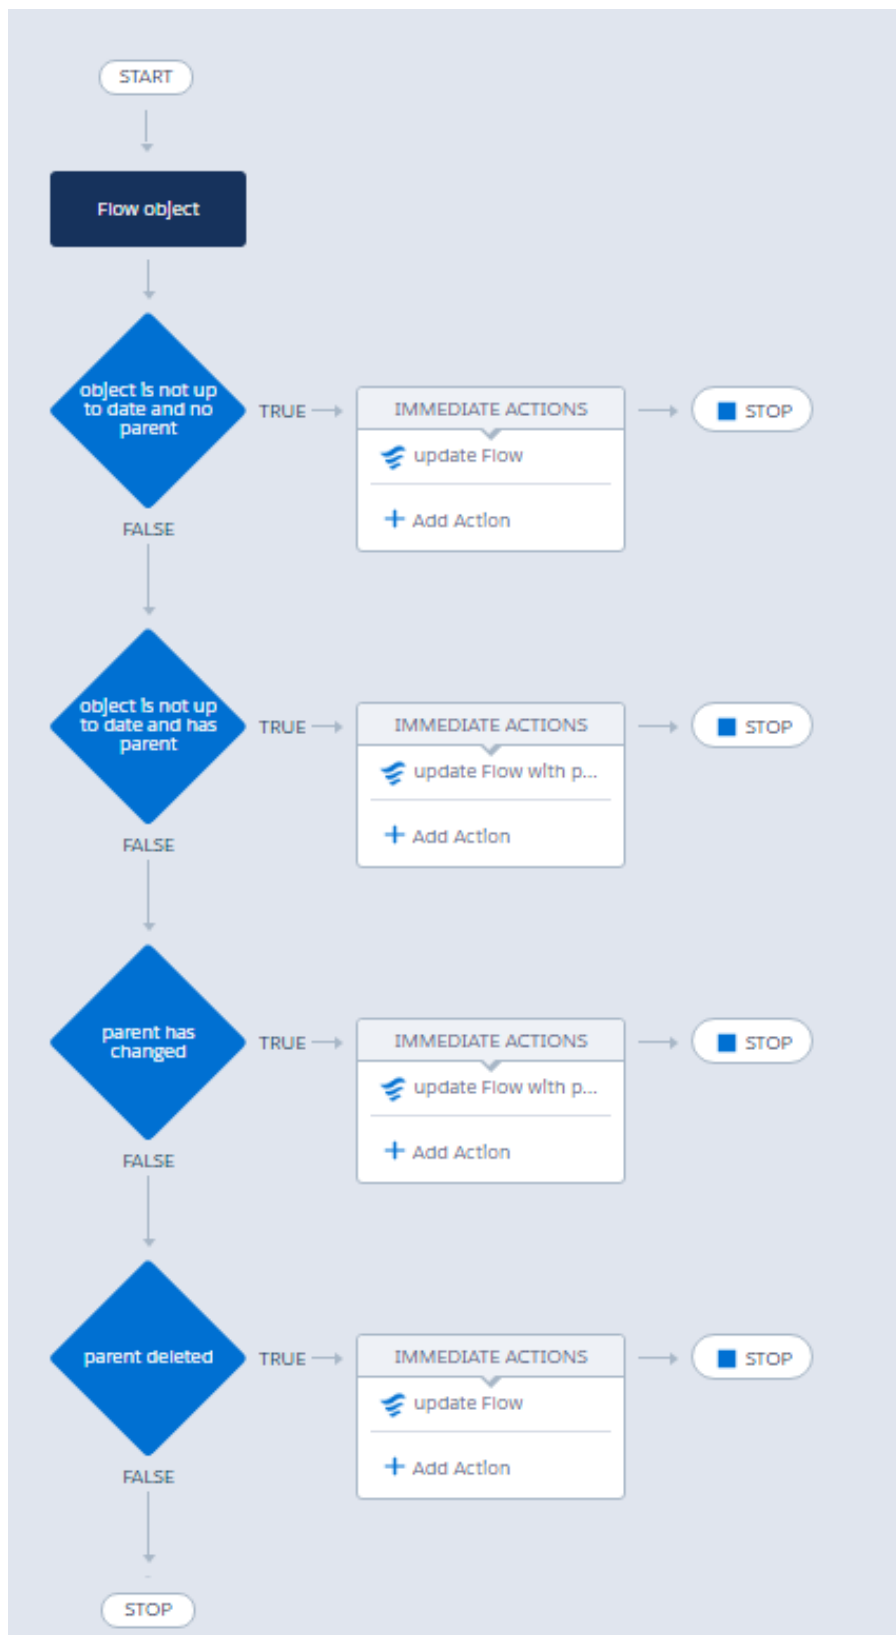 START
Flow object
object is not up
to date and no
parent
TRUE
IMMEDIATE ACTIONS
STOP
update Flow
Add Action
FALSE
object is not up
to date and has
parent
TRUE
IMMEDIATE ACTIONS
STOP
update Flow with p...
Add Action
FALSE
parent has
changed
TRUE
IMMEDIATE ACTIONS
STOP
update Flow with p...
Add Action
FALSE
parent deleted
TRUE
IMMEDIATE ACTIONS
STOP
update Flow
Add Action
FALSE
STOP